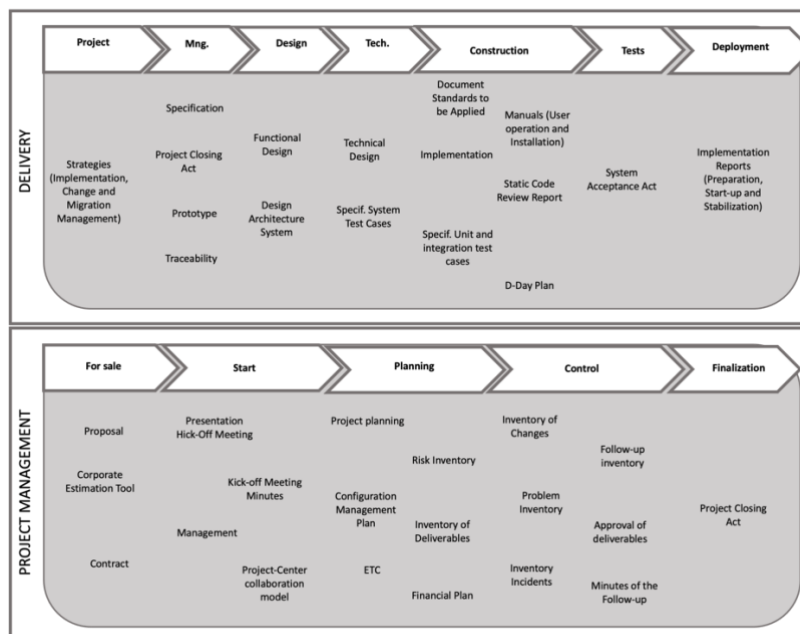 DELIVERY
Project
Mng.
Design
Tech.
Construction
Tests
Deployment
Strategies
(Implementation,
Change and
Migration
Management)
Specification
Project Closing
Act
Prototype
Traceability
Functional
Design
Design
Architecture
System
Technical
Design
Specif. System
Test Cases
Document
Standards to
be Applied
Implementation
Specif. Unit and
integration test
cases
Manuals (User
operation and
Installation)
Static Code
Review Report
D-Day Plan
System
Acceptance Act
Implementation
Reports
(Preparation,
Start-up and
Stabilization)
PROJECT MANAGEMENT
For sale
Start
Planning
Control
Finalization
Proposal
Corporate
Estimation Tool
Contract
Presentation
Hick-Off Meeting
Kick-off Meeting
Minutes
Management
Project-Center
collaboration
model
Project planning
Risk Inventory
Configuration
Management
Plan
Inventory of
Deliverables
ETC
Financial Plan
Inventory of
Changes
Follow-up
inventory
Problem
Inventory
Approval of
deliverables
Inventory
Incidents
Minutes of the
Follow-up
Project Closing
Act